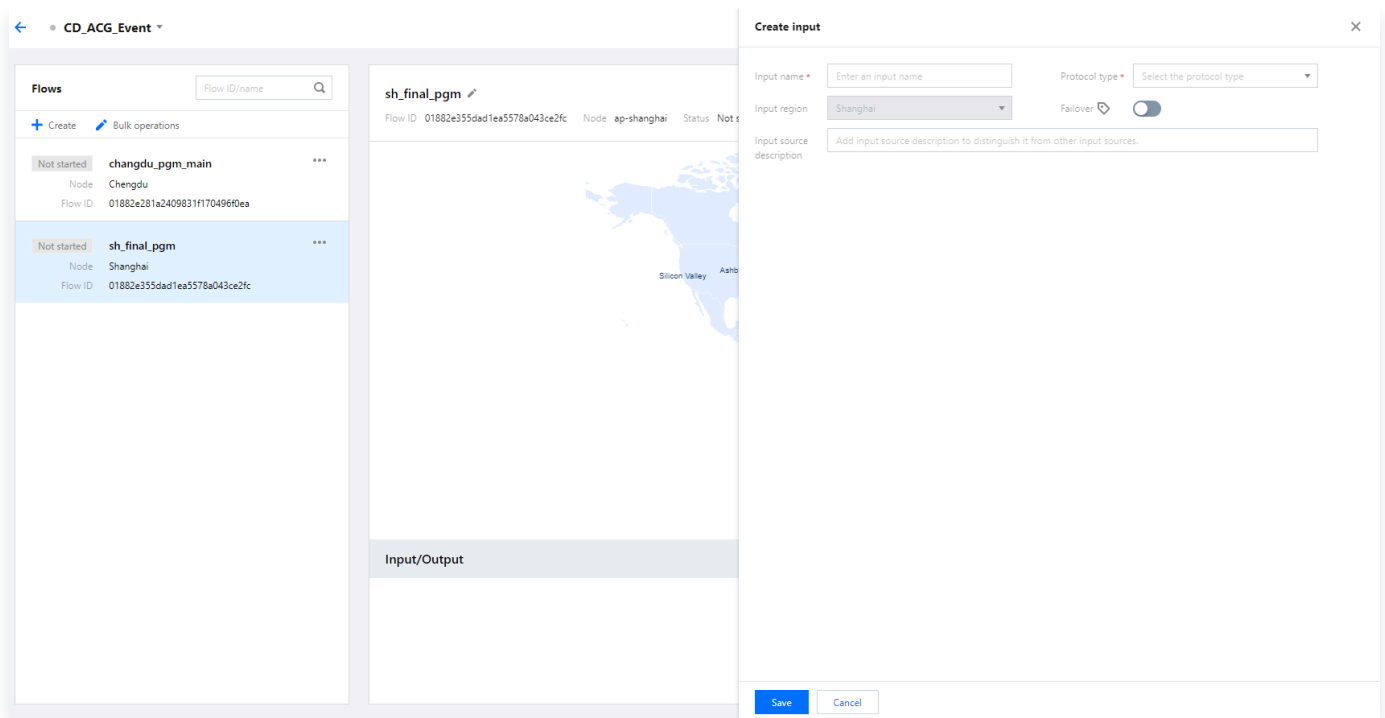 CD_ACG_Event
Flows
Flow ID/name
Create
Bulk operations
Not started
changdu_pgm_main
Node
Chengdu
Flow ID
01882e281a2409831f170496f0ea
Not started
sh_final_pgm
Node
Shanghai
Flow ID
01882e355dad1ea5578a043ce2fc
sh_final_pgm
Flow ID 01882e355dad1ea5578a043ce2fc Node ap-shanghai Status Not s
Silicon Valley
Ashb
Input/Output
Create input
Input name *
Enter an input name
Protocol type *
Select the protocol type
Input region
Shanghai
Failover
Input source
description
Add input source description to distinguish it from other input sources.
Save
Cancel